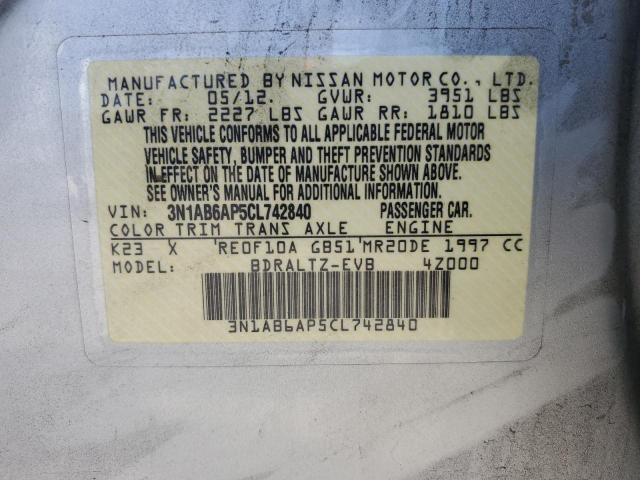 MANUFACTURED BY NISSAN MOTOR CO., LTD.
DATE: 05/12. GVWR: 3951 LBS
GAWR FR: 2227 LBS GAWR RR: 1810 LBS
THIS VEHICLE CONFORMS TO ALL APPLICABLE FEDERAL MOTOR
VEHICLE SAFETY, BUMPER AND THEFT PREVENTION STANDARDS
IN EFFECT ON THE DATE OF MANUFACTURE SHOWN ABOVE.
SEE OWNER'S MANUAL FOR ADDITIONAL INFORMATION.
VIN: 3N1AB6AP5CL742840 PASSENGER CAR.
COLOR TRIM TRANS AXLE ENGINE
K23 X RE0F10A GB51 MR20DE 1997 CC
MODEL: BDRALTZ-EVB 4Z000
3N1AB6AP5CL742840